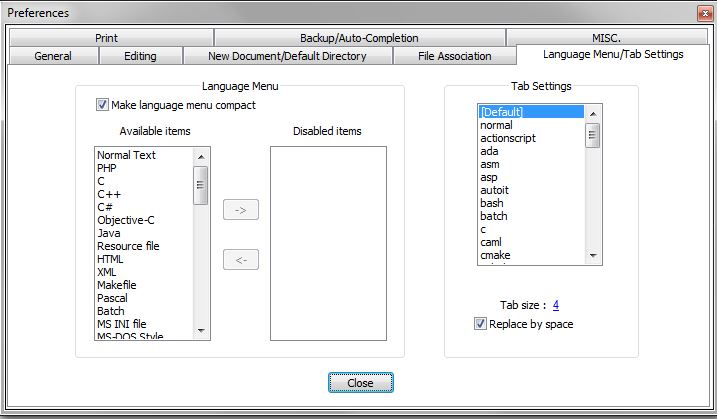 Preferences
Print
Backup/Auto-Completion
MISC.
General
Editing
New Document/Default Directory
File Association
Language Menu/Tab Settings
Language Menu
Make language menu compact
Available items
Disabled items
Normal Text
PHP
C
C++
C#
Objective-C
Java
Resource file
HTML
XML
Makefile
Pascal
Batch
MS INI file
MS-DOS Style
->
<-
Tab Settings
[Default]
normal
actionscript
ada
asm
asp
autoit
bash
batch
c
caml
cmake
Tab size : 4
Replace by space
Close